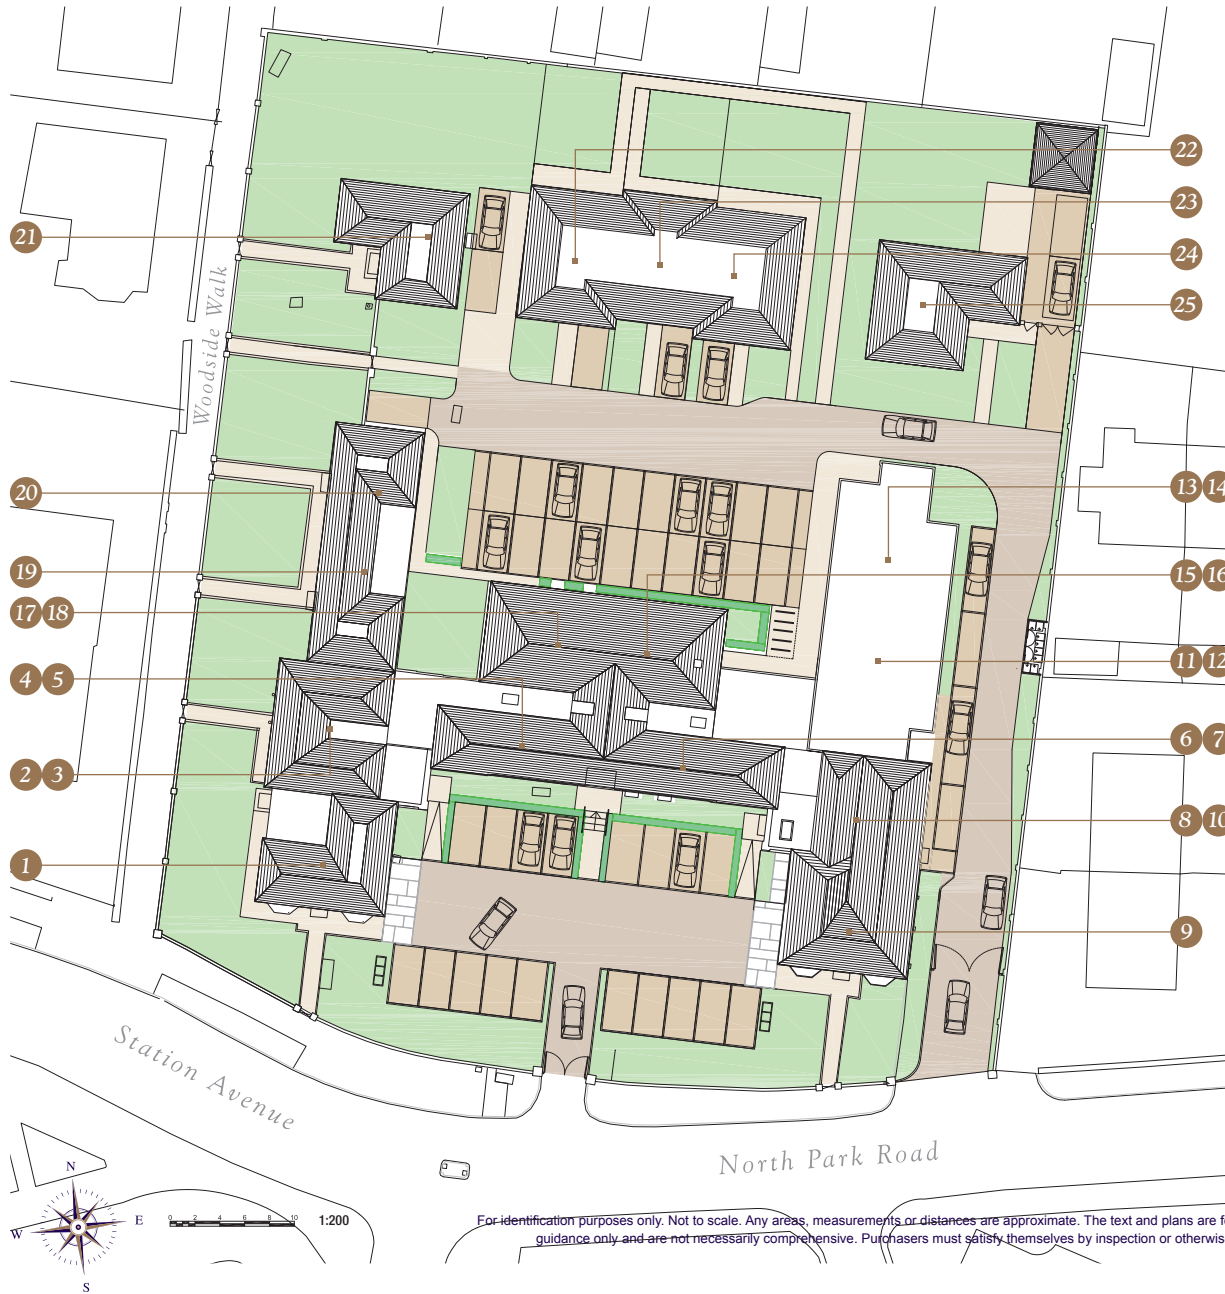 22
23
21
24
25
Woodside Walk
20
13 14
19
15 16
17 18
11 12
4 5
6 7
2 3
8 10
1
9
Station Avenue
North Park Road
N
E
W
S
0 2 4 6 8 10
1:200
For identification purposes only. Not to scale. Any areas, measurements or distances are approximate. The text and plans are
guidance only and are not necessarily comprehensive. Purchasers must satisfy themselves by inspection or otherwis